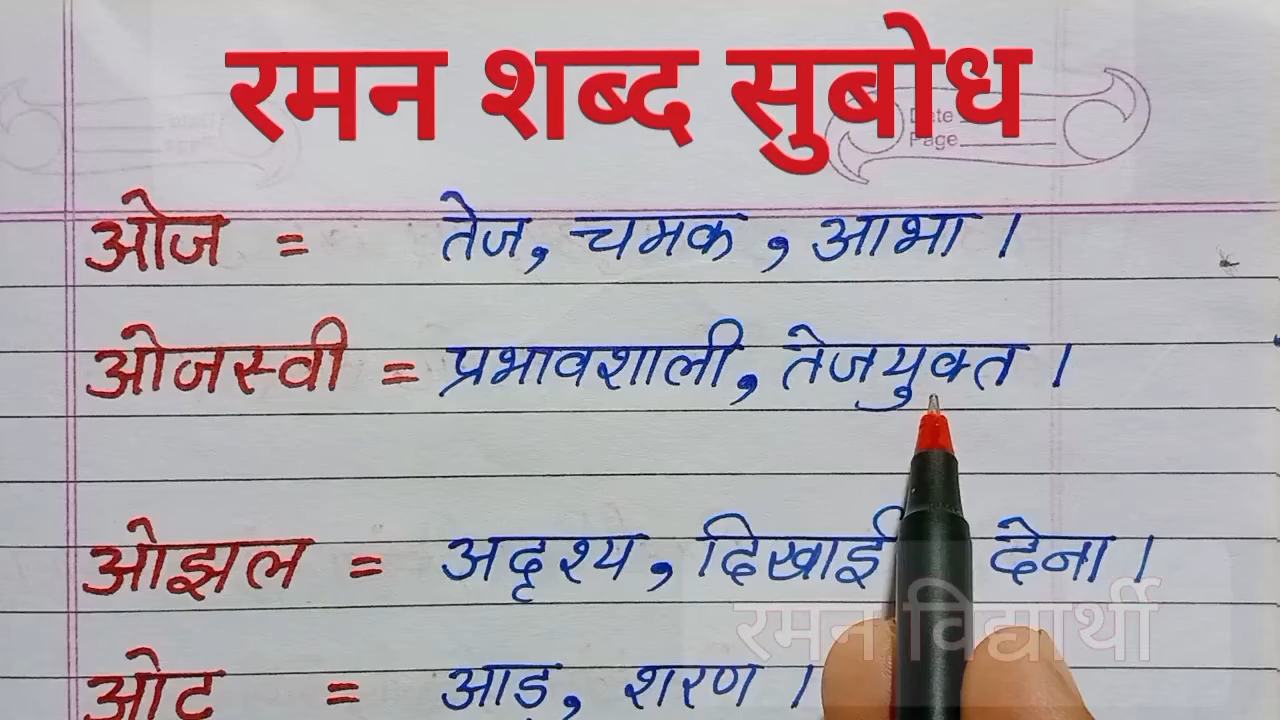 रमन शब्द सुबोध
Date
Page
ओज = तेज, चमक, आभा।
ओजस्वी = प्रभावशाली, तेजयुक्त।
ओझल = अदृश्य, दिखाई देना।
रमन विद्यार्थी
ओट = आड़, शरण।